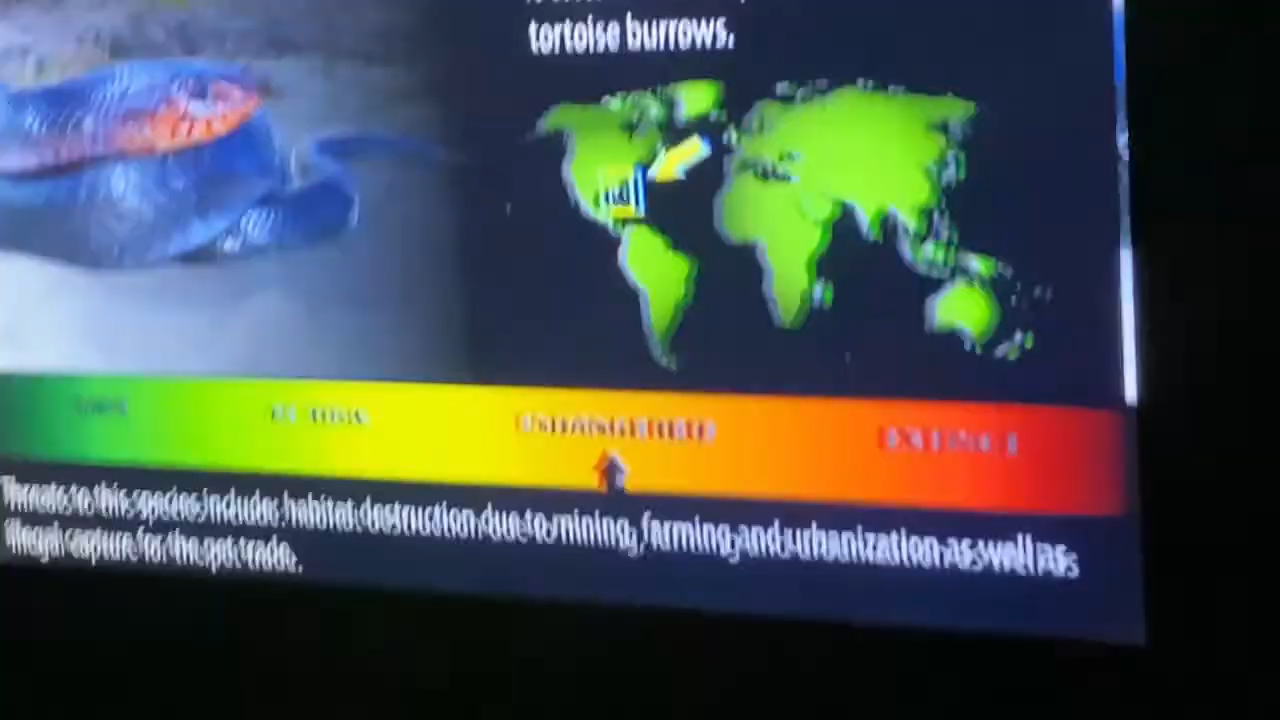 tortoise burrows.
ENDANGERED
EXTINCT
Threats to this species include: habitat destruction due to mining, farming and urbanization as well as
illegal capture for the pet trade.